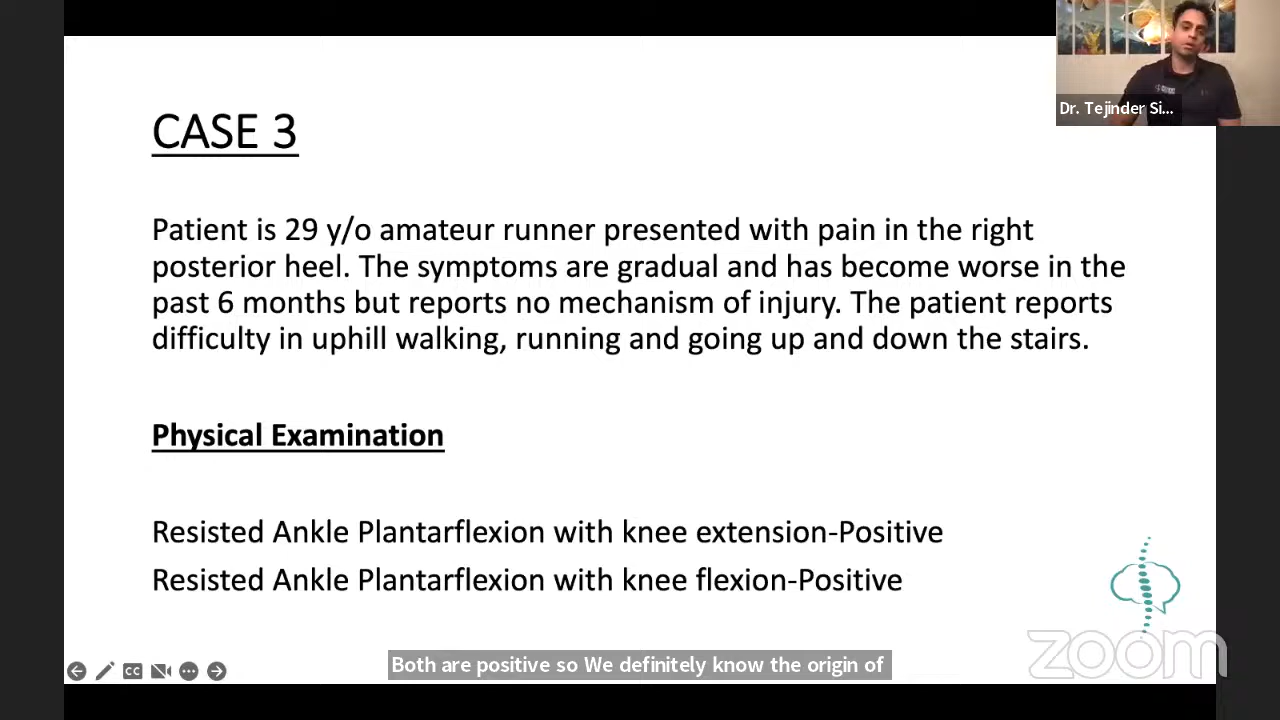 Dr. Tejinder Si...
CASE 3
Patient is 29 y/o amateur runner presented with pain in the right
posterior heel. The symptoms are gradual and has become worse in the
past 6 months but reports no mechanism of injury. The patient reports
difficulty in uphill walking, running and going up and down the stairs.
Physical Examination
Resisted Ankle Plantarflexion with knee extension-Positive
Resisted Ankle Plantarflexion with knee flexion-Positive
zoom
CC
Both are positive so We definitely know the origin of